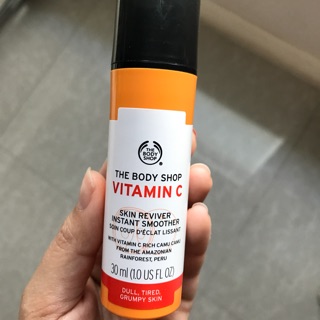 THE
BODY
SHOP
THE BODY SHOP
VITAMIN C
SKIN REVIVER
INSTANT SMOOTHER
SOIN COUP D'ÉCLAT LISSANT
WITH VITAMIN C RICH CAMU CAMU
FROM THE AMAZONIAN
RAINFOREST, PERU
30 ml (1.0 US FL OZ)
DULL, TIRED,
GRUMPY SKIN